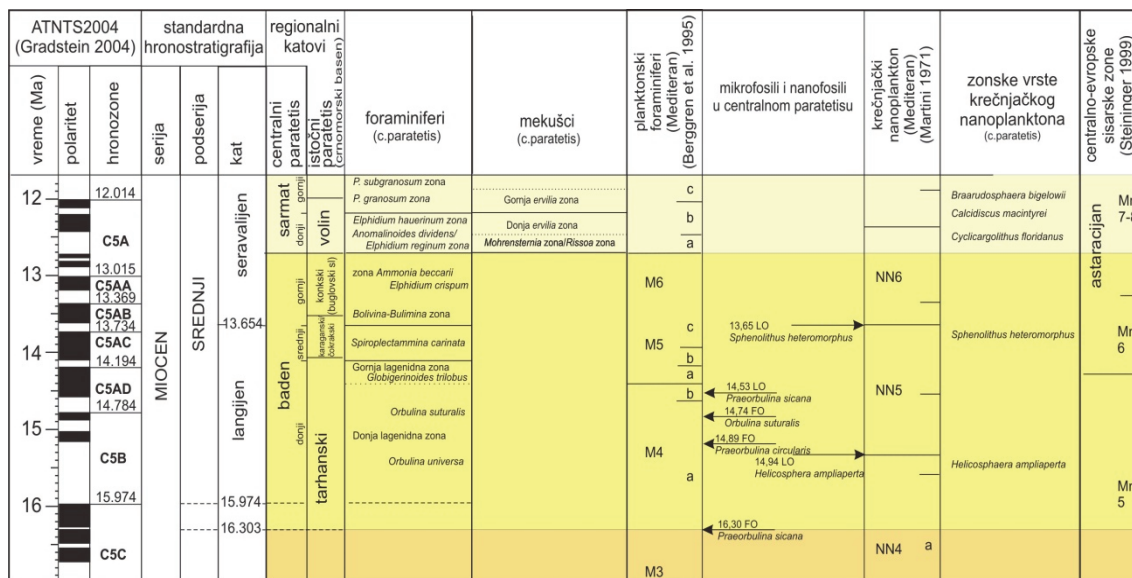 ATNTS2004
(Gradstein 2004)
standardna
hronostratigrafija
regionalni
katovi
vreme (Ma)
polaritet
hronozone
serija
podserija
kat
centralni
paratetis
istočni
paratetis
(crnomorski basen)
foraminiferi
(c.paratetis)
mekušci
(c.paratetis)
planktonski
foraminiferi
(Mediteran)
(Berggren et al. 1995)
mikrofosili i nanofosili
u centralnom paratetisu
krečnjački
nanoplankton
(Mediteran)
(Martini 1971)
zonske vrste
krečnjačkog
nanoplanktona
(c.paratetis)
centralno-evropske
sisarske zone
(Steininger 1999)
12
13
14
15
16
12.014
C5A
13.015
C5AA
13.369
C5AB
13.734
C5AC
14.194
C5AD
14.784
C5B
15.974
C5C
MIOCEN
SREDNJI
seravalijen
13.654
langijen
15.974
16.303
sarmat
gornji
donji
baden
gornji
srednji
donji
volin
konkski
(buglovski sl)
karaganski/
čokrakski
tarhanski
P. subgranosum zona
P. granosum zona
Elphidium hauerinum zona
Anomalinoides dividens/
Elphidium reginum zona
zona Ammonia beccarii
Elphidium crispum
Bolivina-Bulimina zona
Spiroplectammina carinata
Gornja lagenidna zona
Globigerinoides trilobus
Orbulina suturalis
Donja lagenidna zona
Orbulina universa
Gornja ervilia zona
Donja ervilia zona
Mohrensternia zona/Rissoa zona
c
b
a
M6
c
M5
b
a
b
M4
a
M3
13,65 LO
Sphenolithus heteromorphus
14,53 LO
Praeorbulina sicana
14,74 FO
Orbulina suturalis
14,89 FO
Praeorbulina circularis
14,94 LO
Helicosphera ampliaperta
16,30 FO
Praeorbulina sicana
NN6
NN5
NN4
a
Braarudosphaera bigelowii
Calcidiscus macintyrei
Cyclicargolithus floridanus
Sphenolithus heteromorphus
Helicosphaera ampliaperta
astaracijan
7-8
6
5